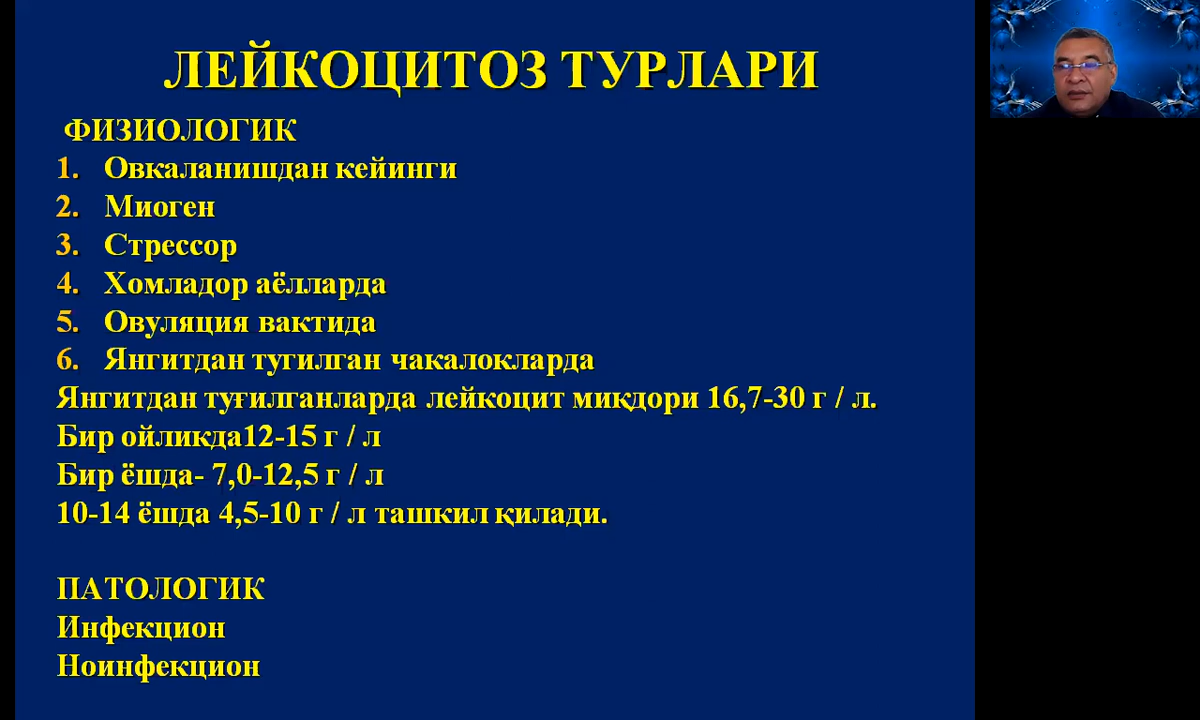 ЛЕЙКОЦИТОЗ ТУРЛАРИ
ФИЗИОЛОГИК
1. Овкаланишдан кейинги
2. Миоген
3. Стрессор
4. Хомладор аёлларда
5. Овуляция вактида
6. Янгитдан тугилган чакалокларда
Янгитдан туғилганларда лейкоцит миқдори 16,7-30 г / л.
Бир ойликда12-15 г / л
Бир ёшда- 7,0-12,5 г / л
10-14 ёшда 4,5-10 г / л ташкил қилади.
ПАТОЛОГИК
Инфекцион
Ноинфекцион